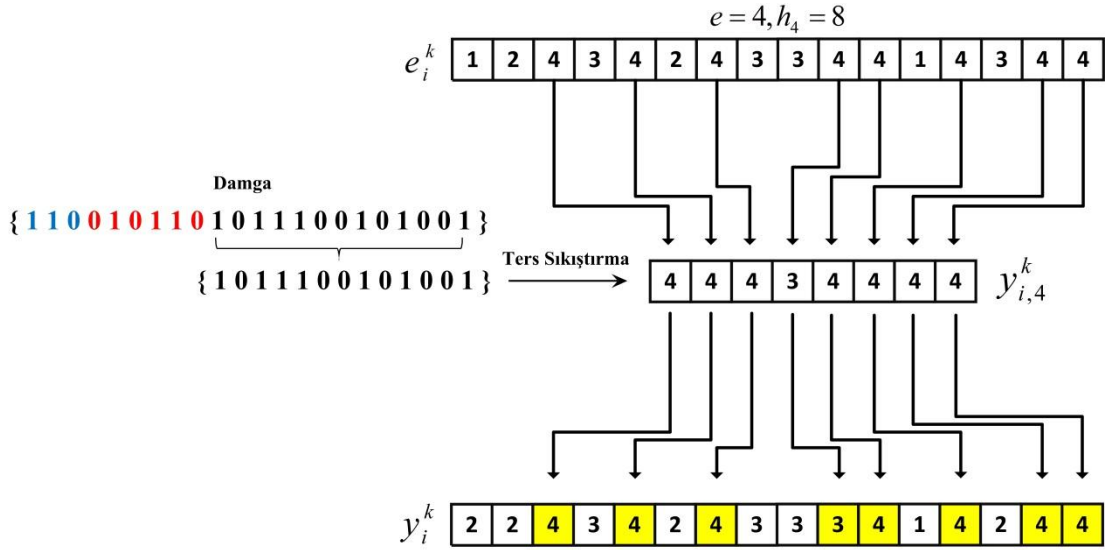 e = 4, h₄ = 8
eᵢᵏ 1 2 4 3 4 2 4 3 3 4 4 1 4 3 4 4
Damga
{1 1 0 0 1 0 1 1 0 1 0 1 1 1 0 0 1 0 1 0 0 1}
{1 0 1 1 1 0 0 1 0 1 0 0 1} Ters Sıkıştırma 4 4 4 3 4 4 4 4 yᵢ,₄ᵏ
yᵢᵏ 2 2 4 3 4 2 4 3 3 3 4 1 4 2 4 4